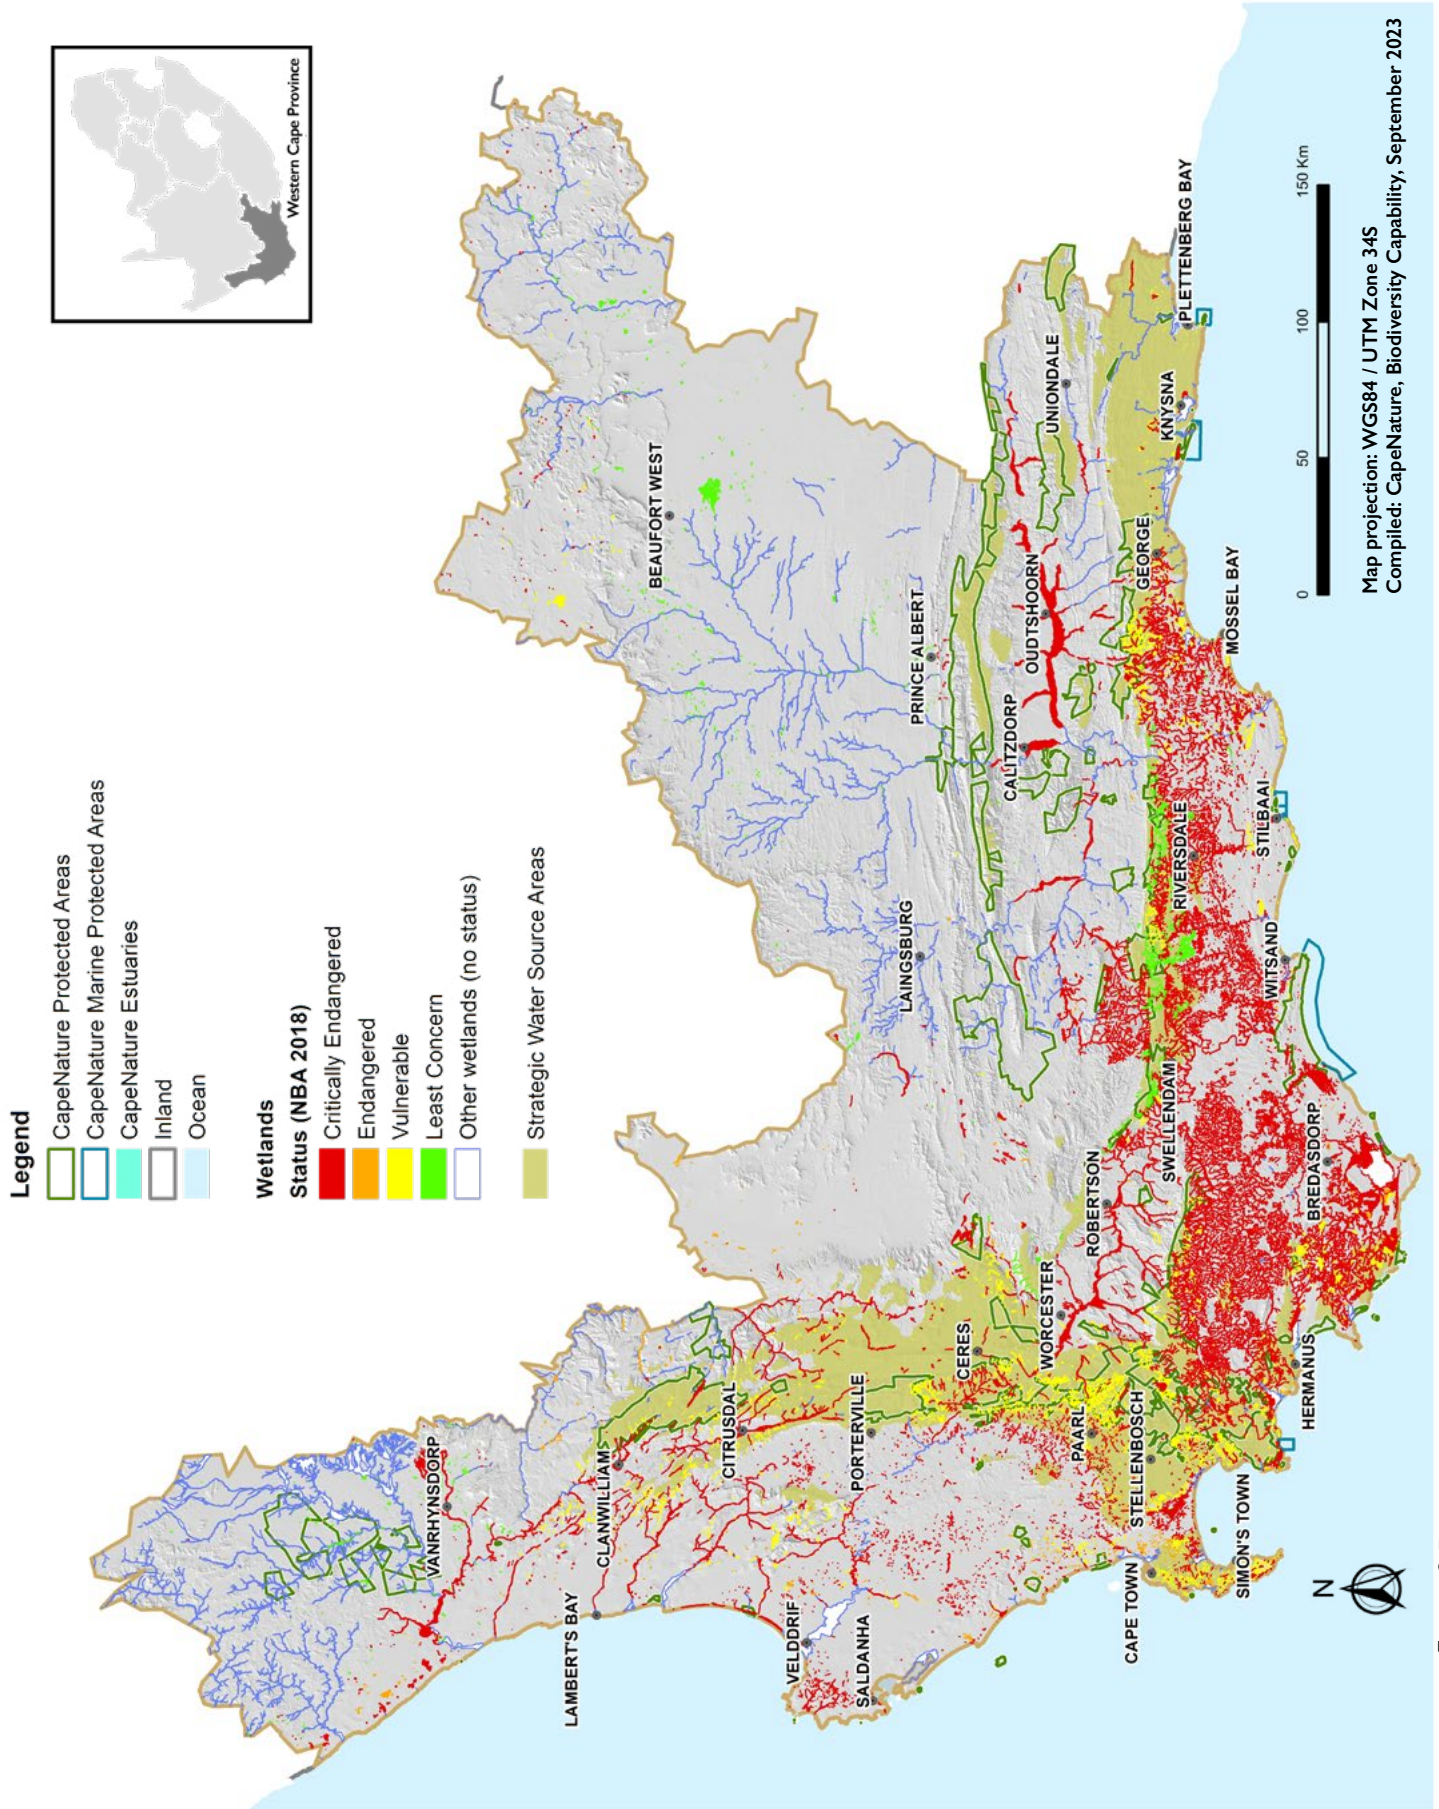 Legend
CapeNature Protected Areas
CapeNature Marine Protected Areas
CapeNature Estuaries
Inland
Ocean
Wetlands
Status (NBA 2018)
Critically Endangered
Endangered
Vulnerable
Least Concern
Other wetlands (no status)
Strategic Water Source Areas
Western Cape Province
VANRHYNSDORP
LAMBERT'S BAY
CLANWILLIAM
CITRUSDAL
VELDDRIF
SALDANHA
PORTERVILLE
CERES
WORCESTER
PAARL
STELLENBOSCH
CAPE TOWN
SIMON'S TOWN
HERMANUS
ROBERTSON
SWELLENDAM
BREDASDORP
WITSAND
LAINGSBURG
RIVERSDALE
STILBAAI
CALITZDORP
PRINCE ALBERT
OUDTSHOORN
MOSSEL BAY
GEORGE
BEAUFORT WEST
UNIONDALE
KNYSNA
PLETTENBERG BAY
N
0 50 100 150 Km
Map projection: WGS84 / UTM Zone 34S
Compiled: CapeNature, Biodiversity Capability, September 2023